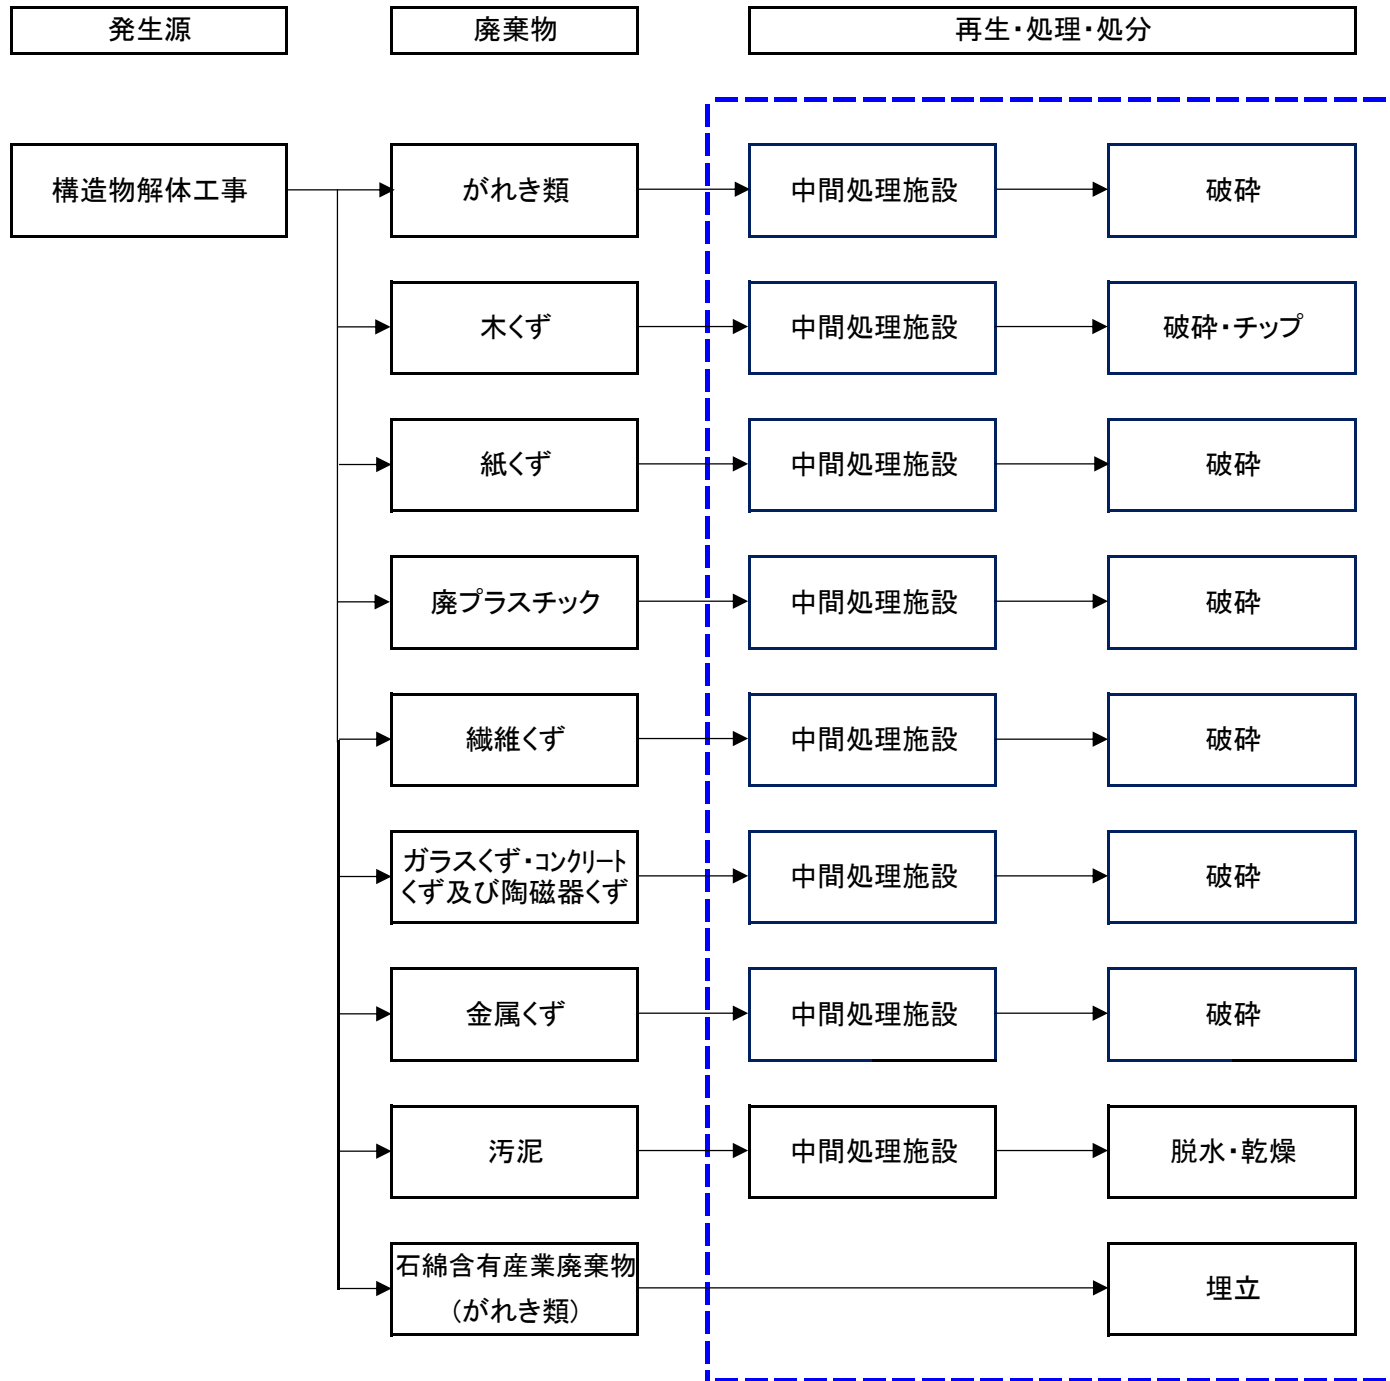 発生源
廃棄物
再生・処理・処分
構造物解体工事
がれき類
中間処理施設
破砕
木くず
中間処理施設
破砕・チップ
紙くず
中間処理施設
破砕
廃プラスチック
中間処理施設
破砕
繊維くず
中間処理施設
破砕
ガラスくず・コンクリート
くず及び陶磁器くず
中間処理施設
破砕
金属くず
中間処理施設
破砕
汚泥
中間処理施設
脱水・乾燥
石綿含有産業廃棄物
（がれき類）
埋立